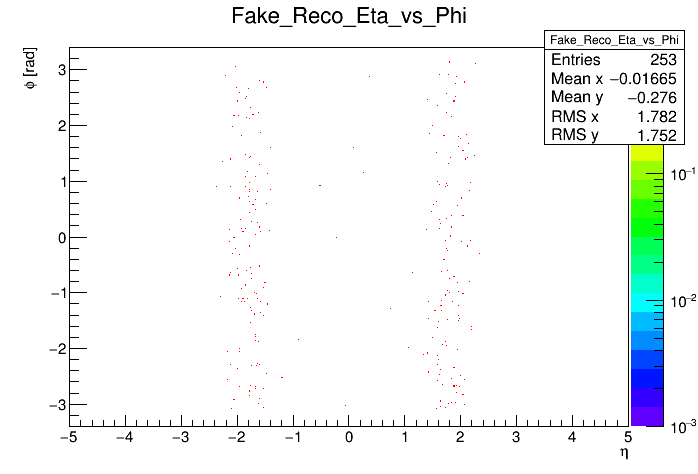 Fake_Reco_Eta_vs_Phi
Fake_Reco_Eta_vs_Phi
Entries 253
Mean x −0.01665
Mean y −0.276
RMS x 1.782
RMS y 1.752
ϕ [rad]
3
2
1
0
−1
−2
−3
−5 −4 −3 −2 −1 0 1 2 3 4 5
η
10⁻¹
10⁻²
10⁻³